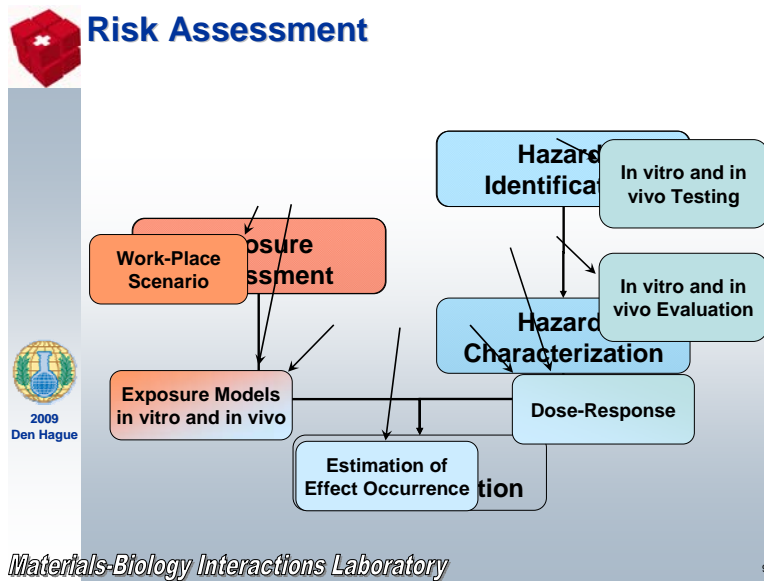 Risk Assessment
Hazard
Identificat
In vitro and in
vivo Testing
osure
ssment
Work-Place
Scenario
In vitro and in
vivo Evaluation
Hazard
Characterization
Exposure Models
in vitro and in vivo
Dose-Response
Estimation of
Effect Occurrence
tion
2009
Den Hague
Materials-Biology Interactions Laboratory